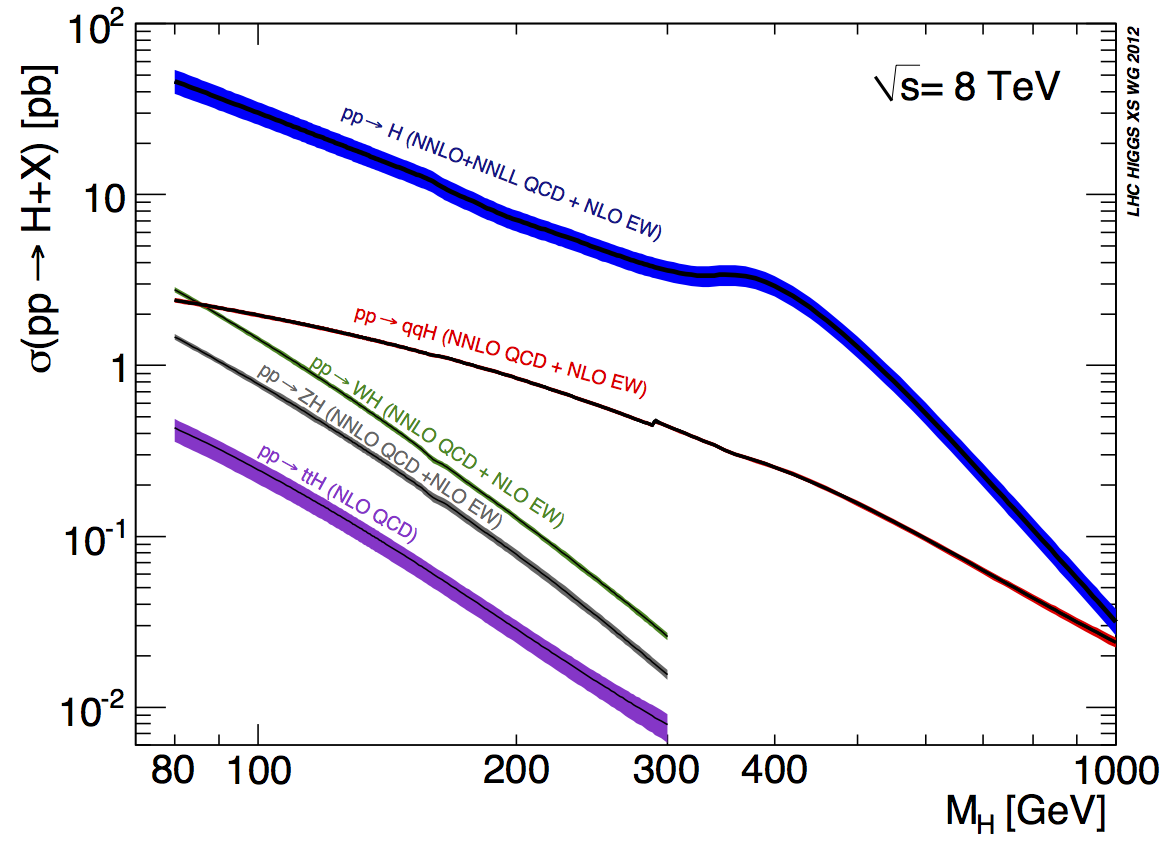 10²
10
1
10⁻¹
10⁻²
σ(pp → H+X) [pb]
√s= 8 TeV
LHC HIGGS XS WG 2012
pp → H (NNLO+NNLL QCD + NLO EW)
pp → qqH (NNLO QCD + NLO EW)
pp → WH (NNLO QCD + NLO EW)
pp → ZH (NNLO QCD +NLO EW)
pp → ttH (NLO QCD)
80 100 200 300 400 1000
M_H [GeV]